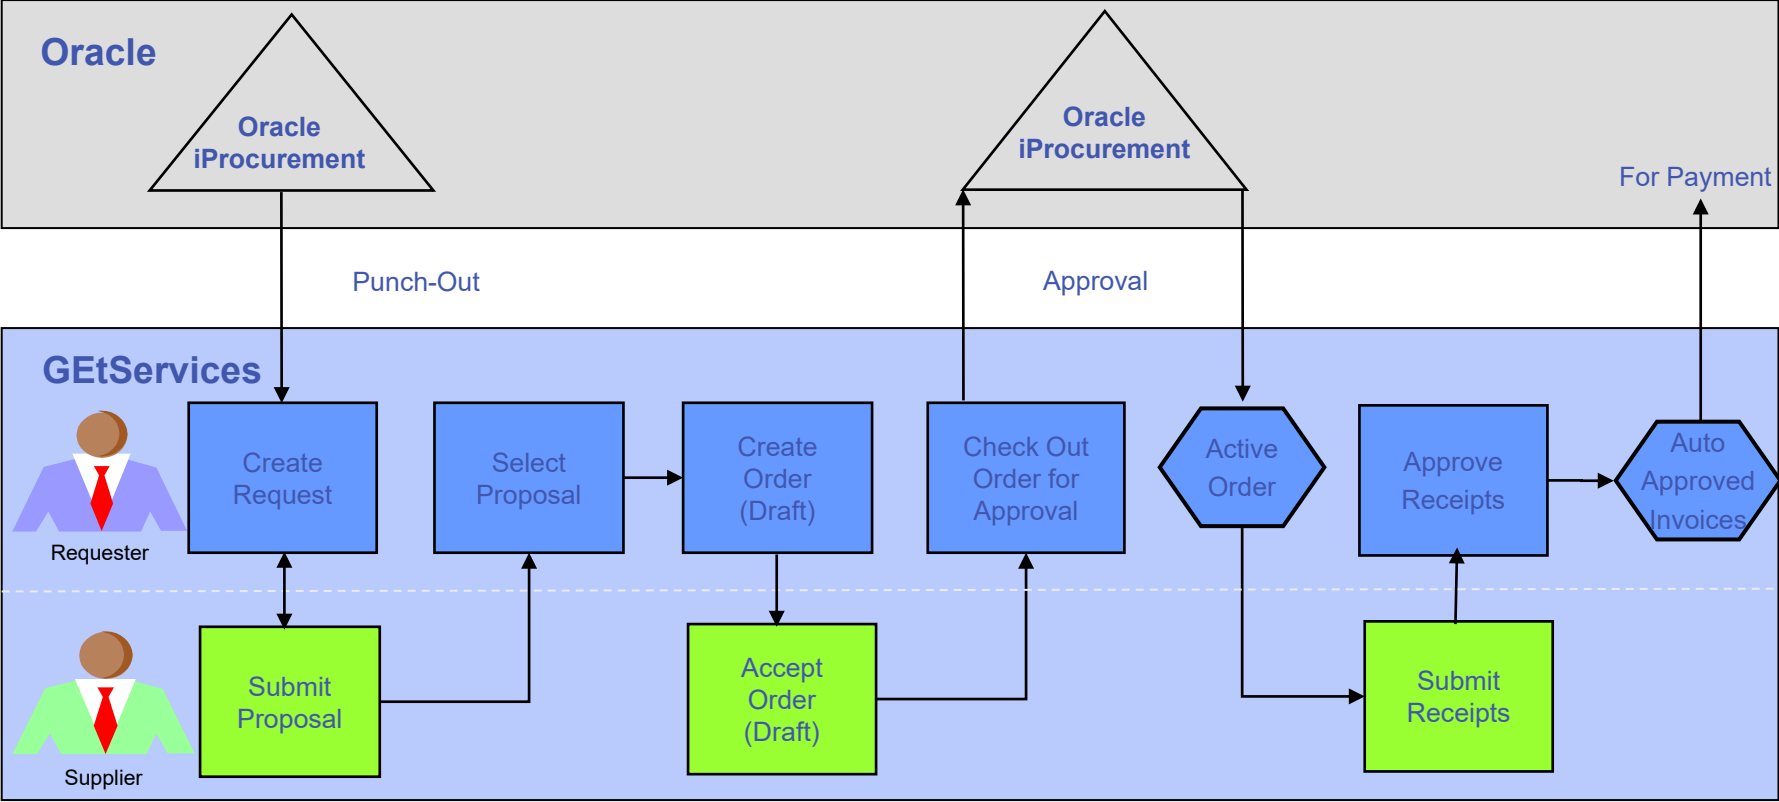 Oracle
Oracle
iProcurement
Oracle
iProcurement
For Payment
Punch-Out
Approval
GEtServices
Requester
Create
Request
Select
Proposal
Create
Order
(Draft)
Check Out
Order for
Approval
Active
Order
Approve
Receipts
Auto
Approved
Invoices
Supplier
Submit
Proposal
Accept
Order
(Draft)
Submit
Receipts